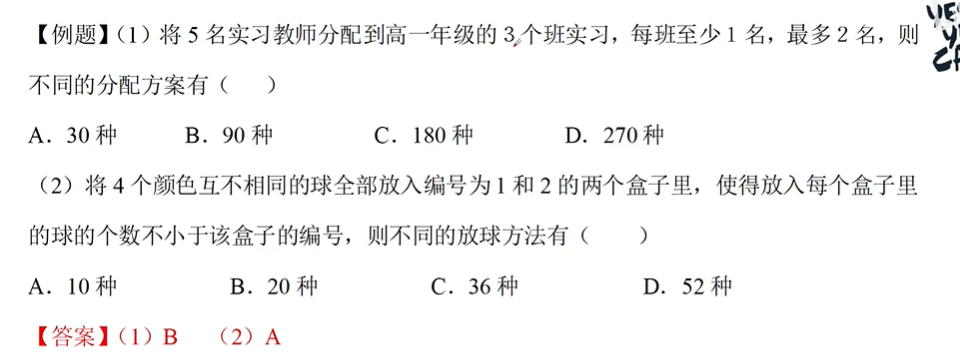 【例题】（1）将 5 名实习教师分配到高一年级的 3 个班实习，每班至少 1 名，最多 2 名，则
不同的分配方案有（　　）
A．30 种　B．90 种　C．180 种　D．270 种
（2）将 4 个颜色互不相同的球全部放入编号为 1 和 2 的两个盒子里，使得放入每个盒子里
的球的个数不小于该盒子的编号，则不同的放球方法有（　　）
A．10 种　B．20 种　C．36 种　D．52 种
【答案】（1）B　（2）A